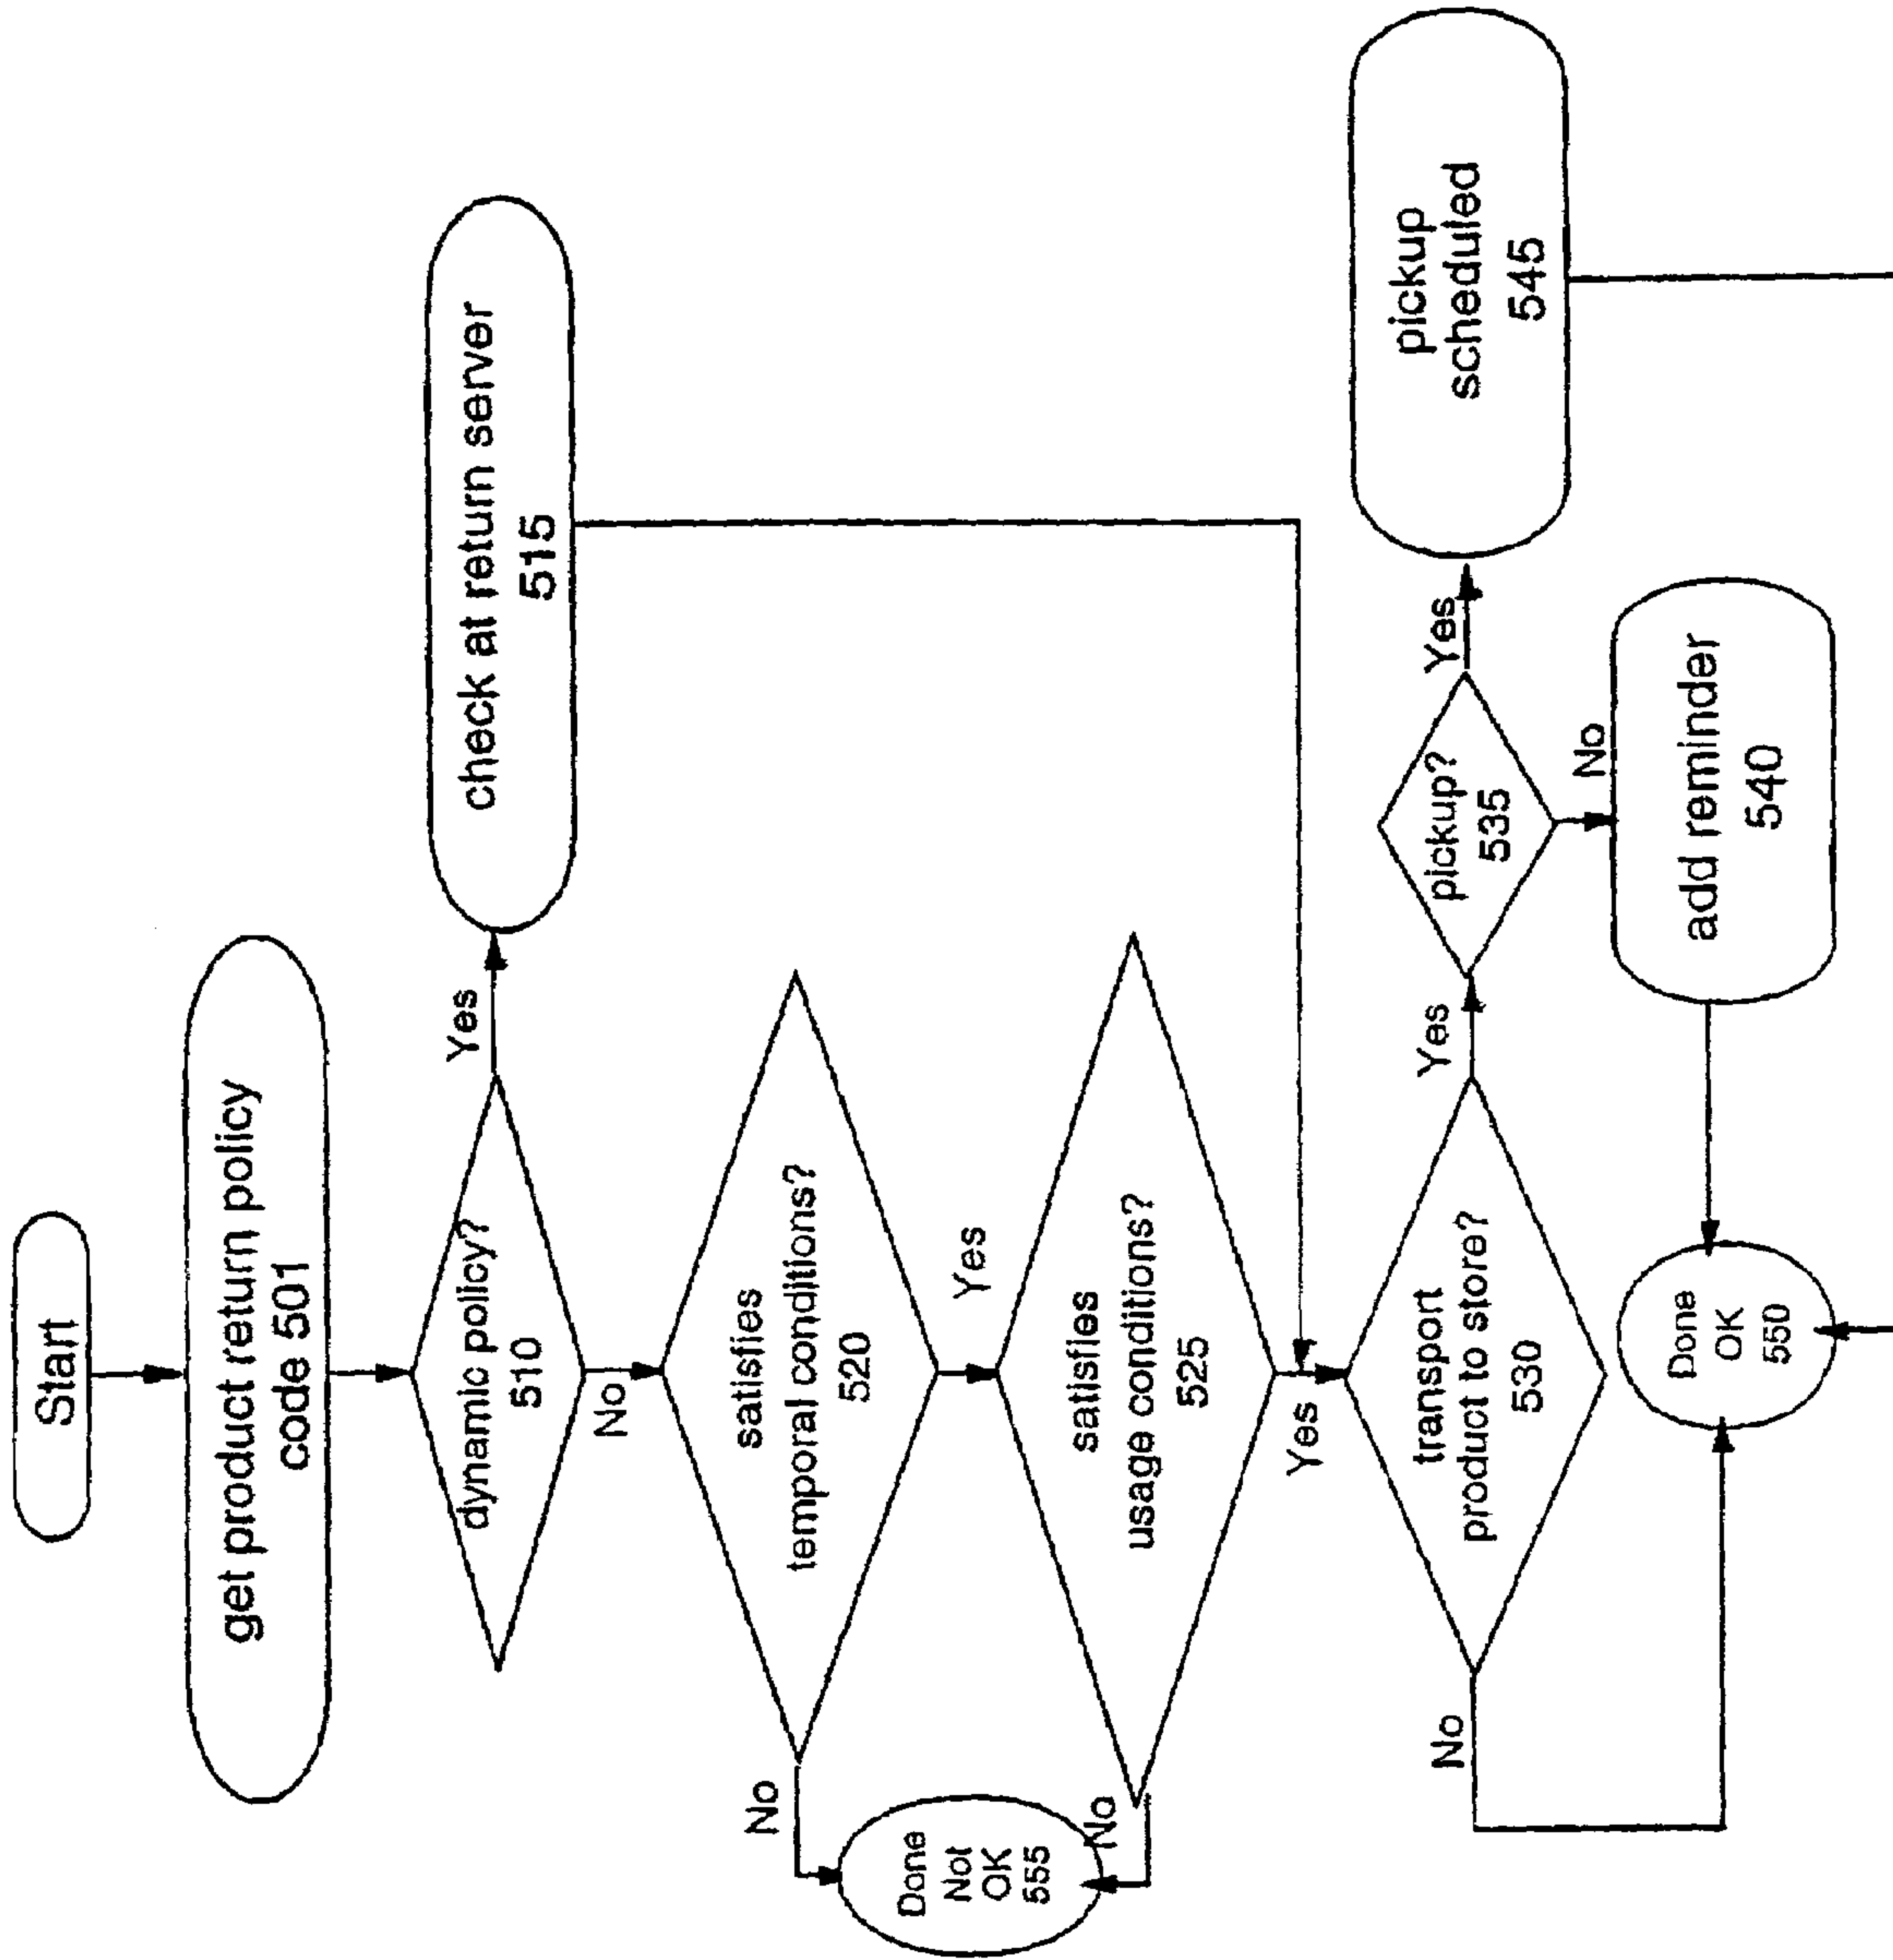 Start
get product return policy
code 501
dynamic policy?
510
Yes
check at return server
515
No
satisfies
temporal conditions?
520
No
Yes
Done
Not
OK
555
satisfies
usage conditions?
525
No
Yes
transport
product to store?
530
Yes
pickup?
535
Yes
pickup
scheduled
545
No
No
add reminder
540
Done
OK
550